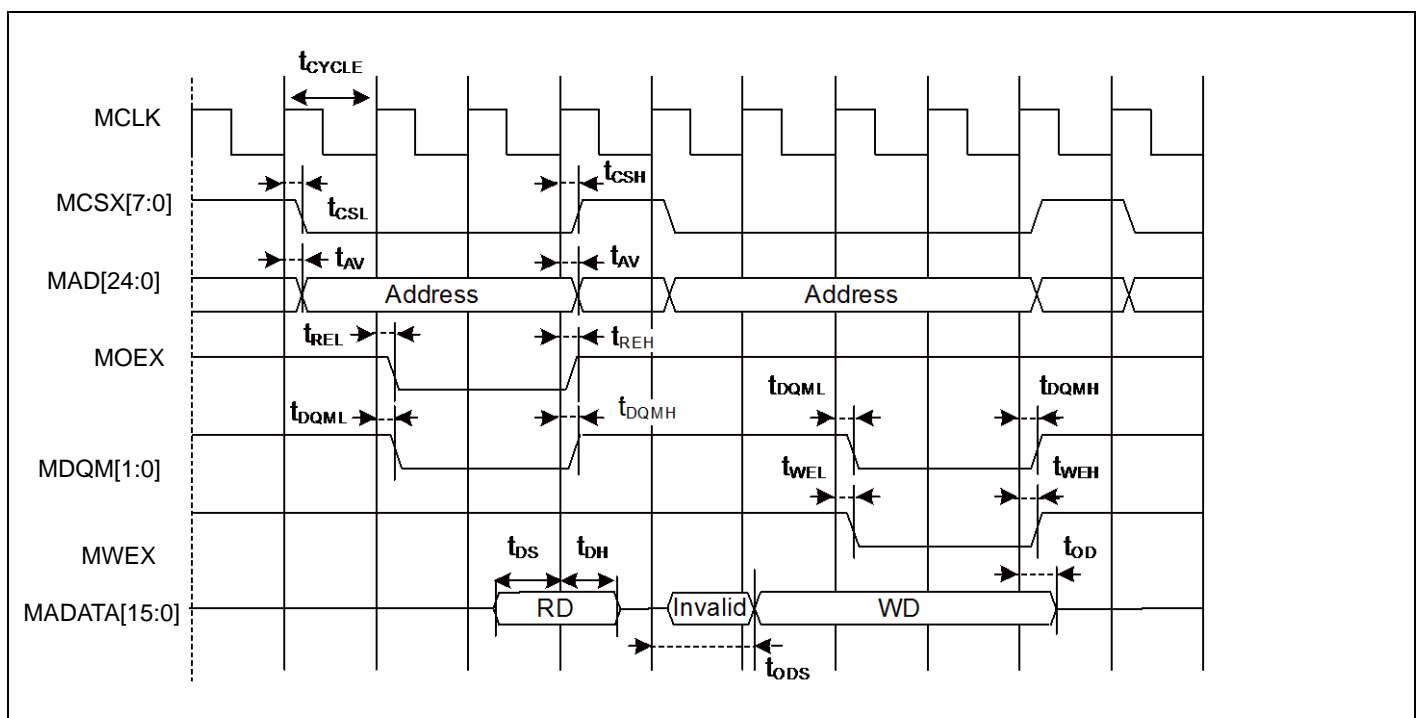 tCYCLE
MCLK
tCSH
MCSX[7:0]
tCSL
tAV
tAV
MAD[24:0]
Address
Address
tREL
tREH
MOEX
tDQML
tDQMH
tDQML
tDQMH
MDQM[1:0]
tWEL
tWEH
MWEX
tDS
tDH
tOD
MADATA[15:0]
RD
Invalid
WD
tODS